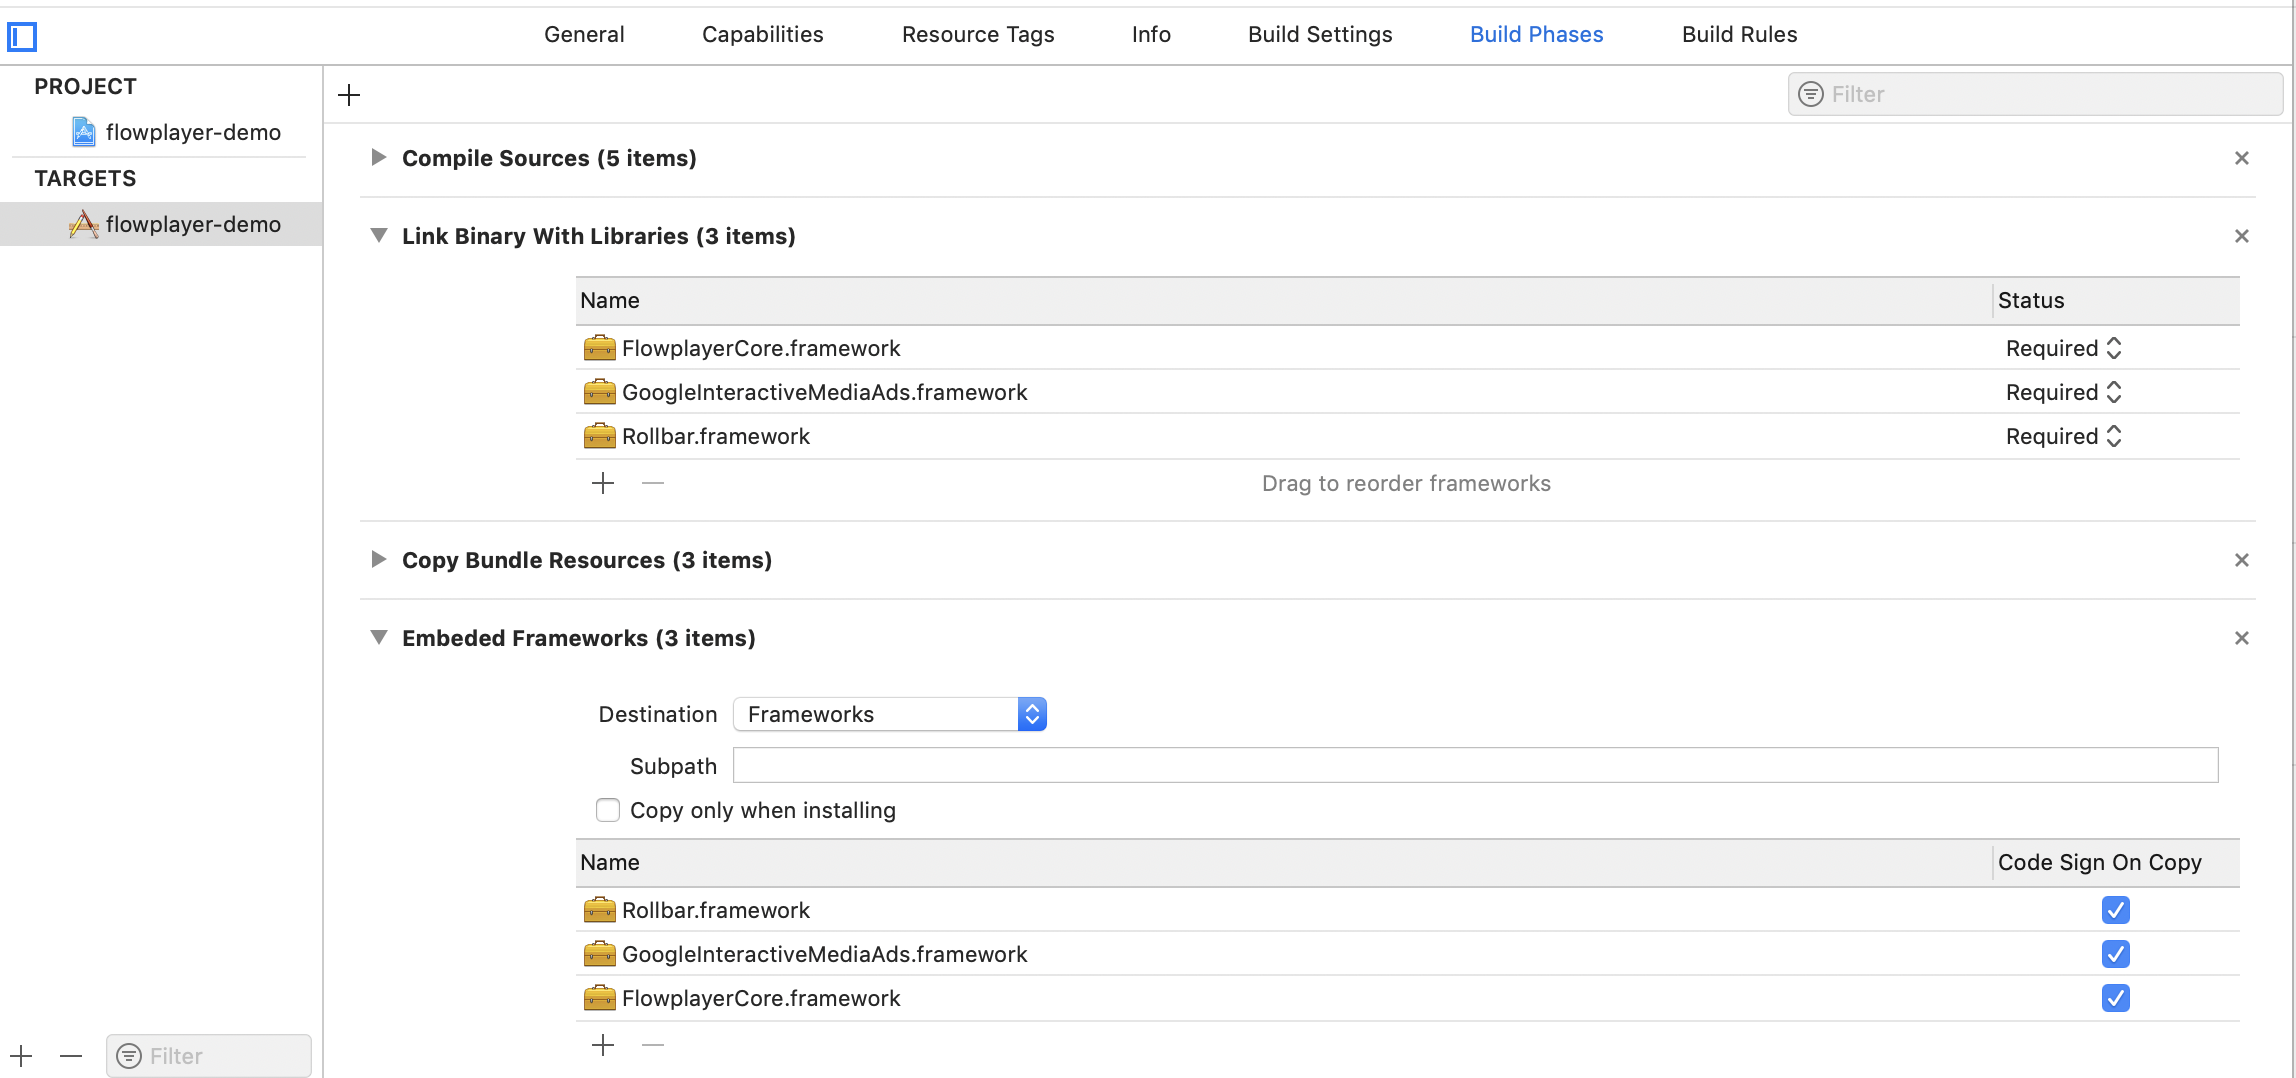 General Capabilities Resource Tags Info Build Settings Build Phases Build Rules
PROJECT
flowplayer-demo
TARGETS
flowplayer-demo
Filter
Filter
Compile Sources (5 items)
Link Binary With Libraries (3 items)
Name Status
FlowplayerCore.framework Required
GoogleInteractiveMediaAds.framework Required
Rollbar.framework Required
Drag to reorder frameworks
Copy Bundle Resources (3 items)
Embeded Frameworks (3 items)
Destination Frameworks
Subpath
Copy only when installing
Name Code Sign On Copy
Rollbar.framework
GoogleInteractiveMediaAds.framework
FlowplayerCore.framework